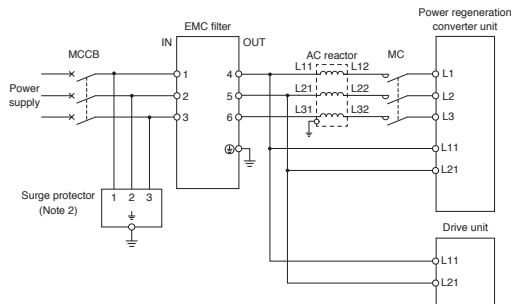 Power regeneration
converter unit
EMC filter
MCCB
IN
OUT
AC reactor
MC
Power
supply
1
2
3
4
5
6
L11
L12
L21
L22
L31
L32
L1
L2
L3
L11
L21
Surge protector
(Note 2)
1 2 3
Drive unit
L11
L21